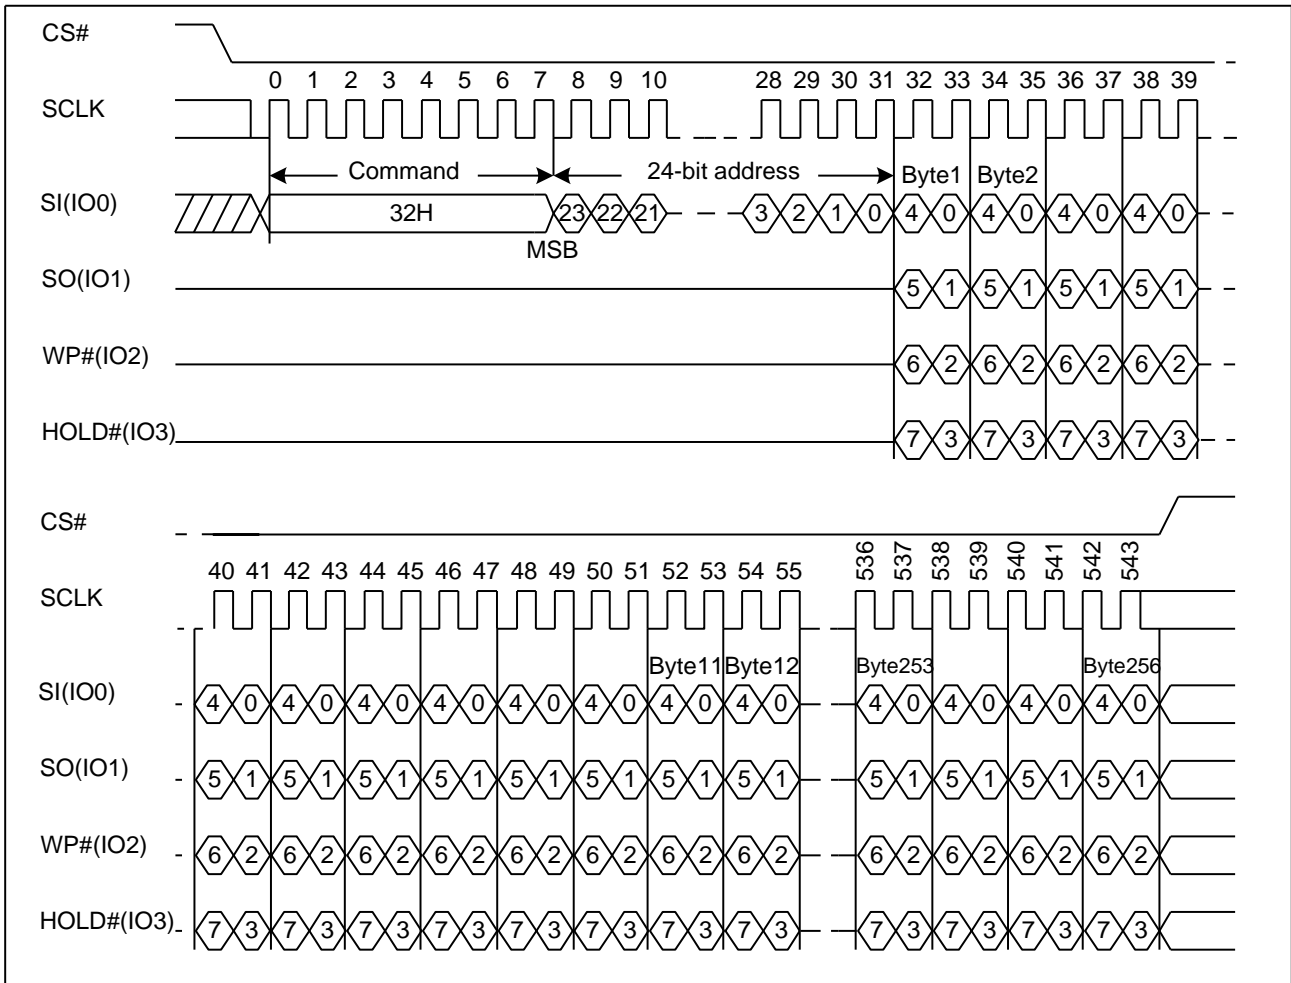 CS#
0 1 2 3 4 5 6 7 8 9 10 28 29 30 31 32 33 34 35 36 37 38 39
SCLK
Command 24-bit address Byte1 Byte2
SI(IO0) 32H 23 22 21 3 2 1 0 4 0 4 0 4 0 4 0
MSB
SO(IO1) 5 1 5 1 5 1 5 1
WP#(IO2) 6 2 6 2 6 2 6 2
HOLD#(IO3) 7 3 7 3 7 3 7 3
CS#
40 41 42 43 44 45 46 47 48 49 50 51 52 53 54 55 536 537 538 539 540 541 542 543
SCLK
Byte11 Byte12 Byte253 Byte256
SI(IO0) 4 0 4 0 4 0 4 0 4 0 4 0 4 0 4 0 4 0 4 0 4 0 4 0
SO(IO1) 5 1 5 1 5 1 5 1 5 1 5 1 5 1 5 1 5 1 5 1 5 1 5 1
WP#(IO2) 6 2 6 2 6 2 6 2 6 2 6 2 6 2 6 2 6 2 6 2 6 2 6 2
HOLD#(IO3) 7 3 7 3 7 3 7 3 7 3 7 3 7 3 7 3 7 3 7 3 7 3 7 3